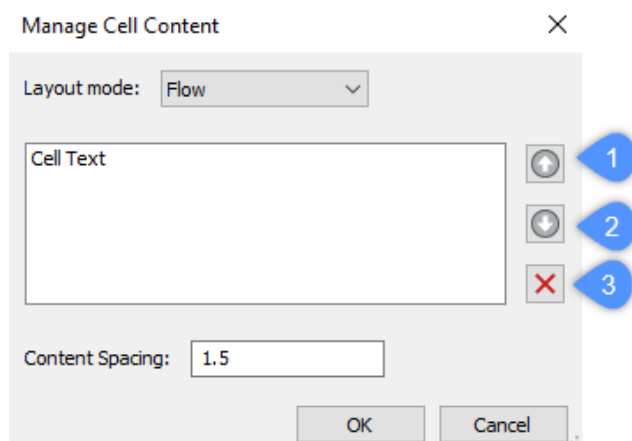 Manage Cell Content
Layout mode: Flow
Cell Text
1
2
3
Content Spacing: 1.5
OK Cancel